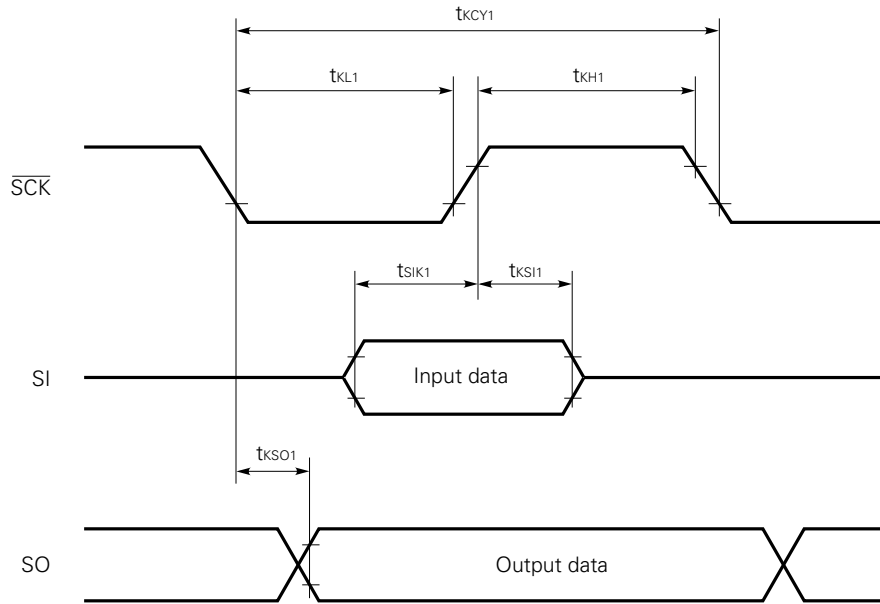 tKCY1
tKL1
tKH1
SCK
tSIK1
tKSI1
SI
Input data
tKSO1
SO
Output data